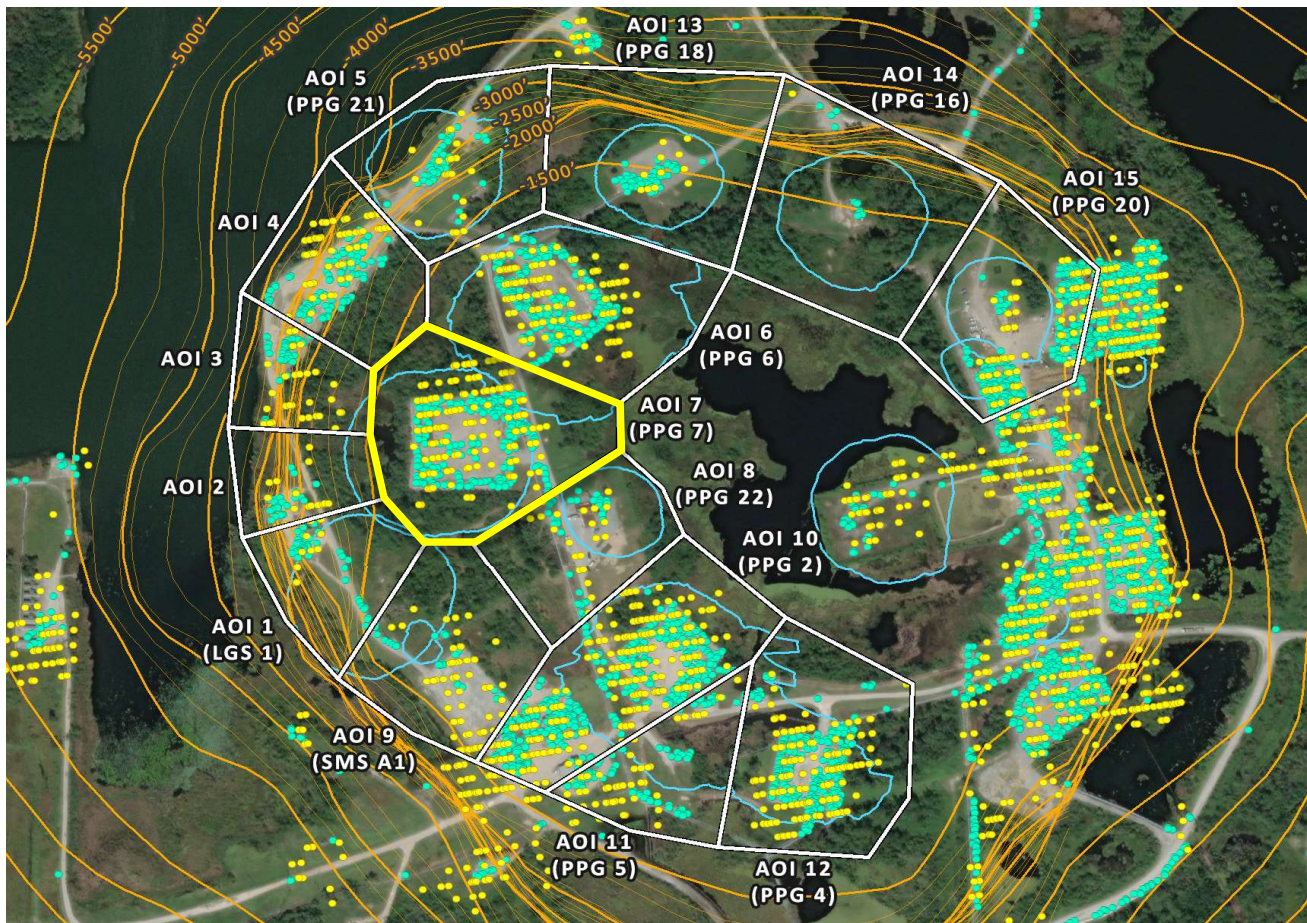 -5500'
-5000'
-4500'
-4000'
-3500'
-3000'
-2500'
-2000'
-1500'
AOI 13
(PPG 18)
AOI 14
(PPG 16)
AOI 5
(PPG 21)
AOI 15
(PPG 20)
AOI 4
AOI 3
AOI 6
(PPG 6)
AOI 7
(PPG 7)
AOI 2
AOI 8
(PPG 22)
AOI 10
(PPG 2)
AOI 1
(LGS 1)
AOI 9
(SMS A1)
AOI 11
(PPG 5)
AOI 12
(PPG 4)